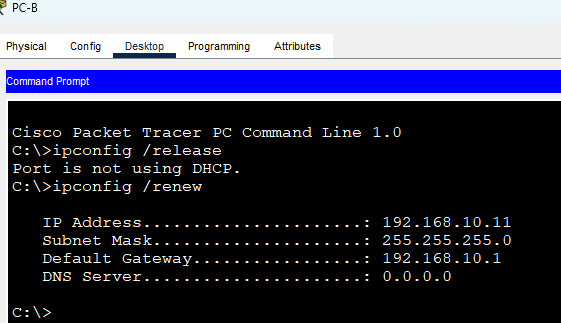 PC-B
Physical Config Desktop Programming Attributes
Command Prompt
Cisco Packet Tracer PC Command Line 1.0
C:\>ipconfig /release
Port is not using DHCP.
C:\>ipconfig /renew
IP Address......................: 192.168.10.11
Subnet Mask.....................: 255.255.255.0
Default Gateway.................: 192.168.10.1
DNS Server......................: 0.0.0.0
C:\>